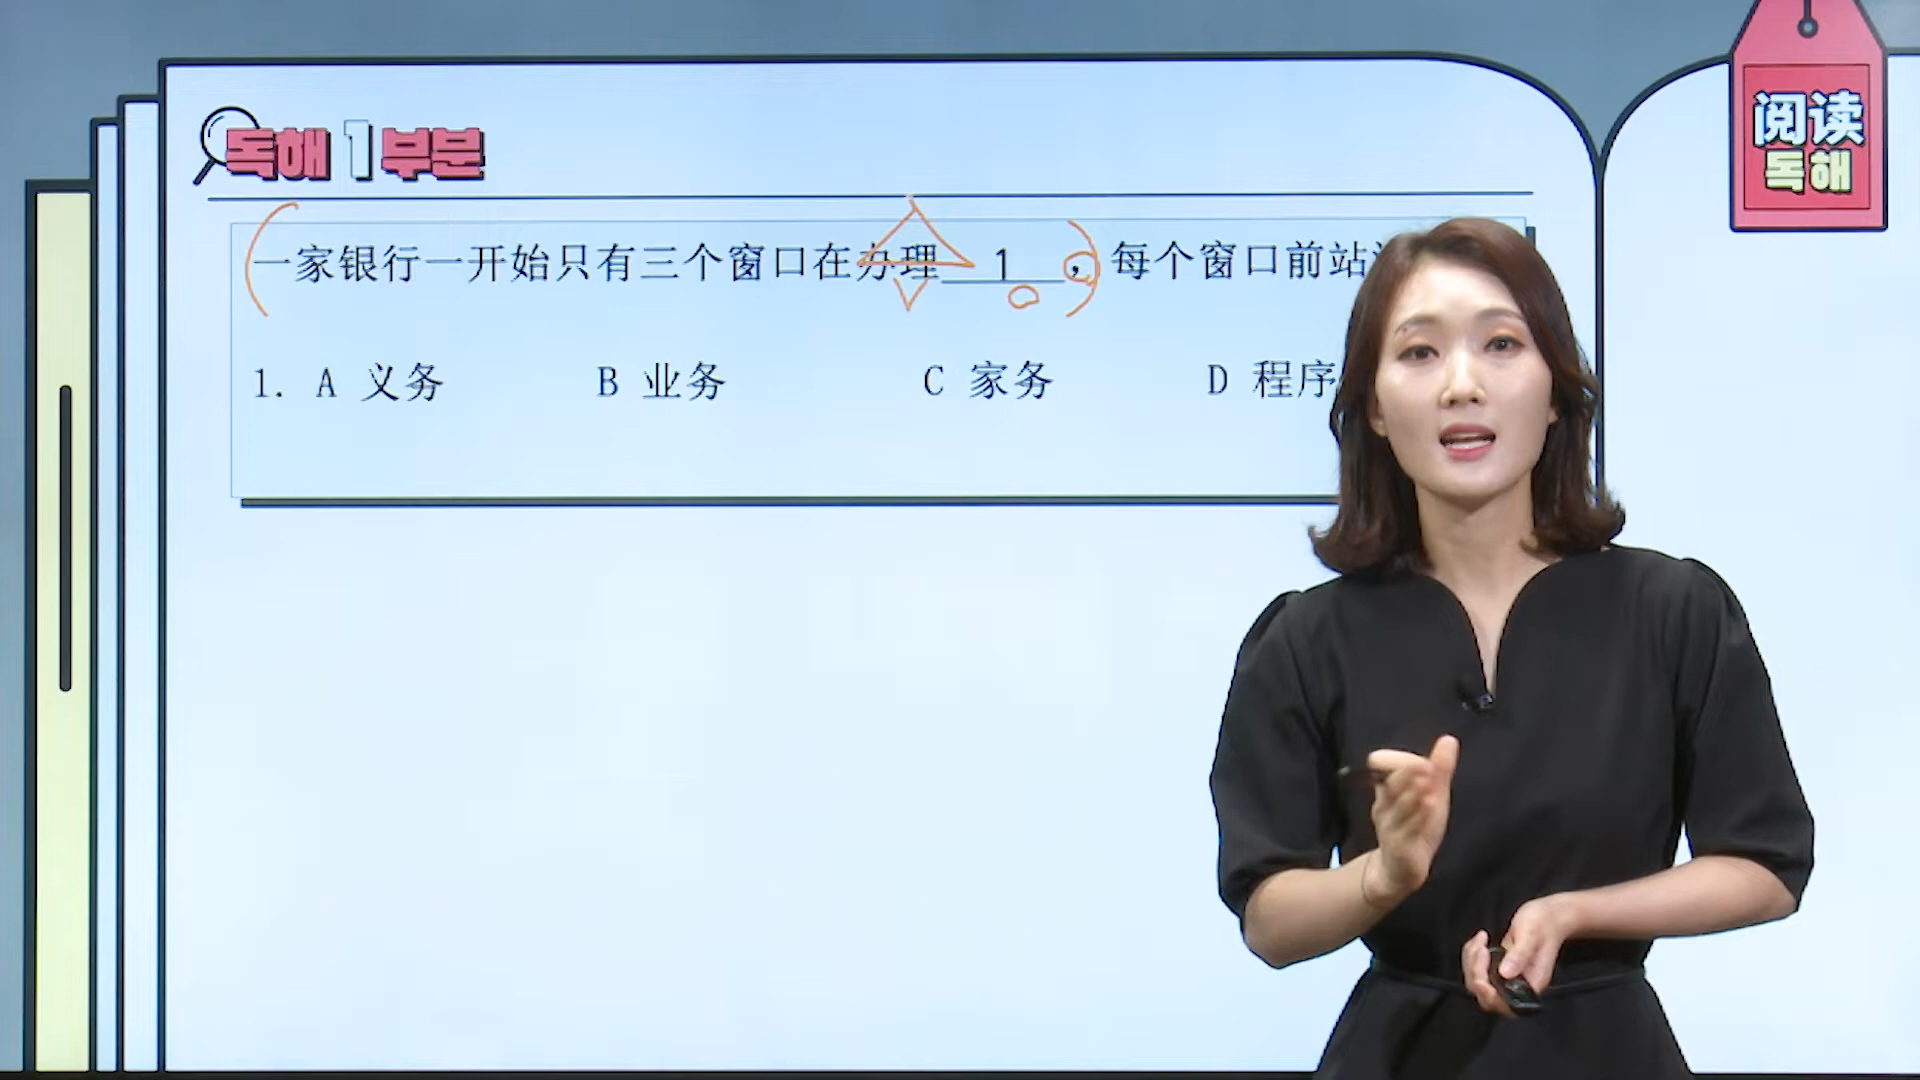 阅读
독해
독해 1 부분
一家银行一开始只有三个窗口在办理 1 , 每个窗口前站
1. A 义务 B 业务 C 家务 D 程序